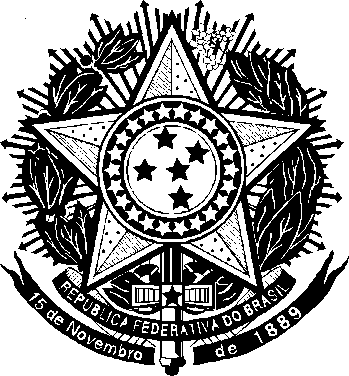 REPÚBLICA FEDERATIVA DO BRASIL
15 de Novembro de 1889